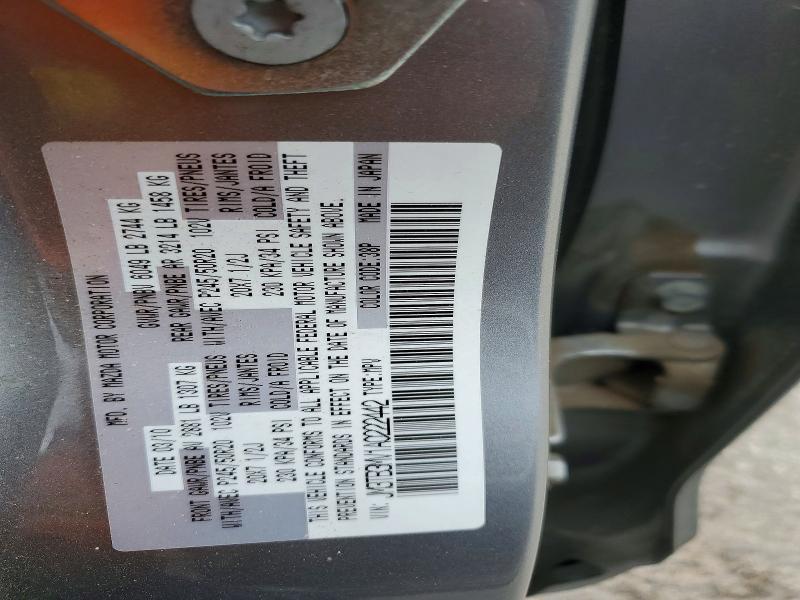 MFD. BY MAZDA MOTOR CORPORATION
DATE 03/10 GVWR/PNBV 6049 LB 2744 KG
FRONT GAWR/PNBE AV 2881 LB 1307 KG REAR GAWR/PNBE AR 3214 LB 1458 KG
WITH/AVEC P245/50R20 102V TIRES/PNEUS WITH/AVEC P245/50R20 102V TIRES/PNEUS
20X7 1/2J RIMS/JANTES 20X7 1/2J RIMS/JANTES
230 KPA/34 PSI COLD/A FROID 230 KPA/34 PSI COLD/A FROID
THIS VEHICLE CONFORMS TO ALL APPLICABLE FEDERAL MOTOR VEHICLE SAFETY AND THEFT
PREVENTION STANDARDS IN EFFECT ON THE DATE OF MANUFACTURE SHOWN ABOVE.
COLOR CODE: MADE IN JAPAN
VIN: TYPE:MPV